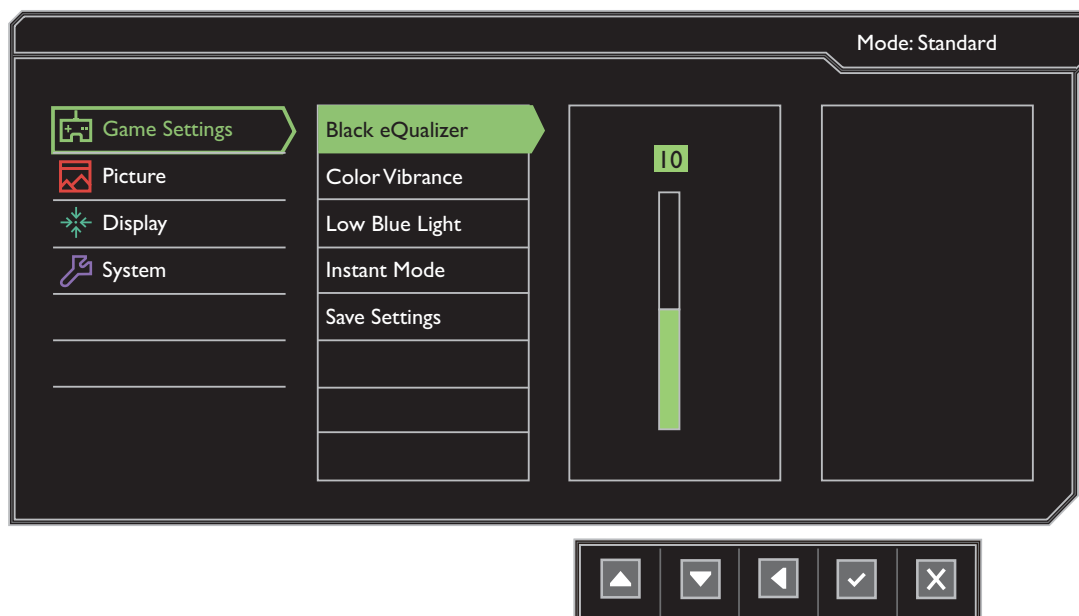 Mode: Standard
Game Settings
Picture
Display
System
Black eQualizer
Color Vibrance
Low Blue Light
Instant Mode
Save Settings
10